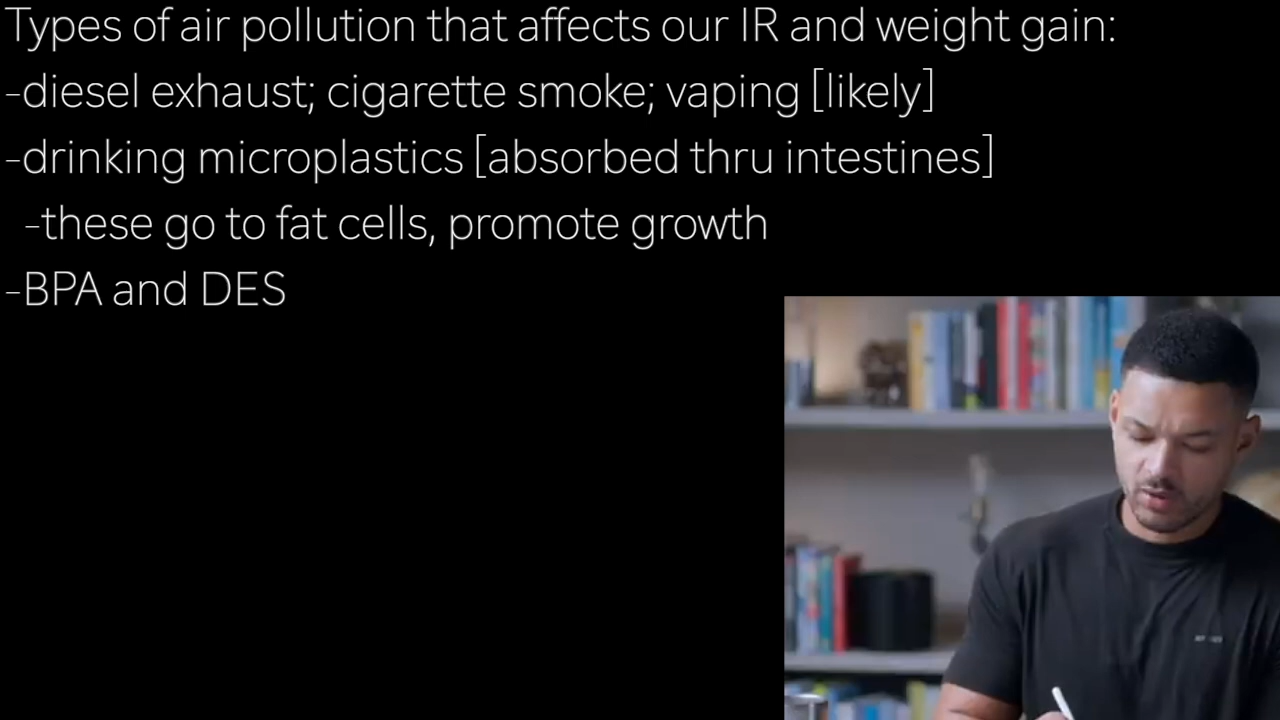 Types of air pollution that affects our IR and weight gain:
-diesel exhaust; cigarette smoke; vaping [likely]
-drinking microplastics [absorbed thru intestines]
-these go to fat cells, promote growth
-BPA and DES